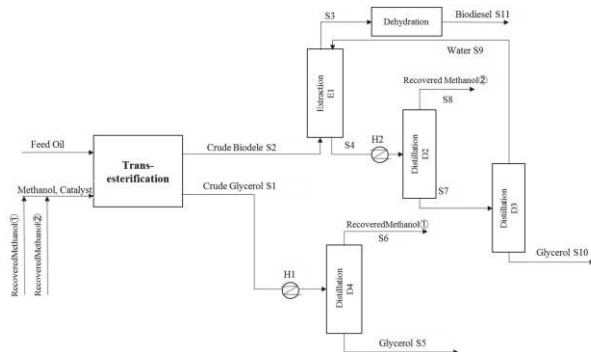 S3
Dehydration
Biodiesel S11
Water S9
Extraction
E1
Recovered Methanol②
S8
S4
H2
Distillation
D2
Feed Oil
Trans-
esterification
Crude Biodele S2
S7
Distillation
D3
Methanol, Catalyst
Crude Glycerol S1
RecoveredMethanol①
RecoveredMethanol②
RecoveredMethanol①
S6
H1
Distillation
D4
Glycerol S10
Glycerol S5